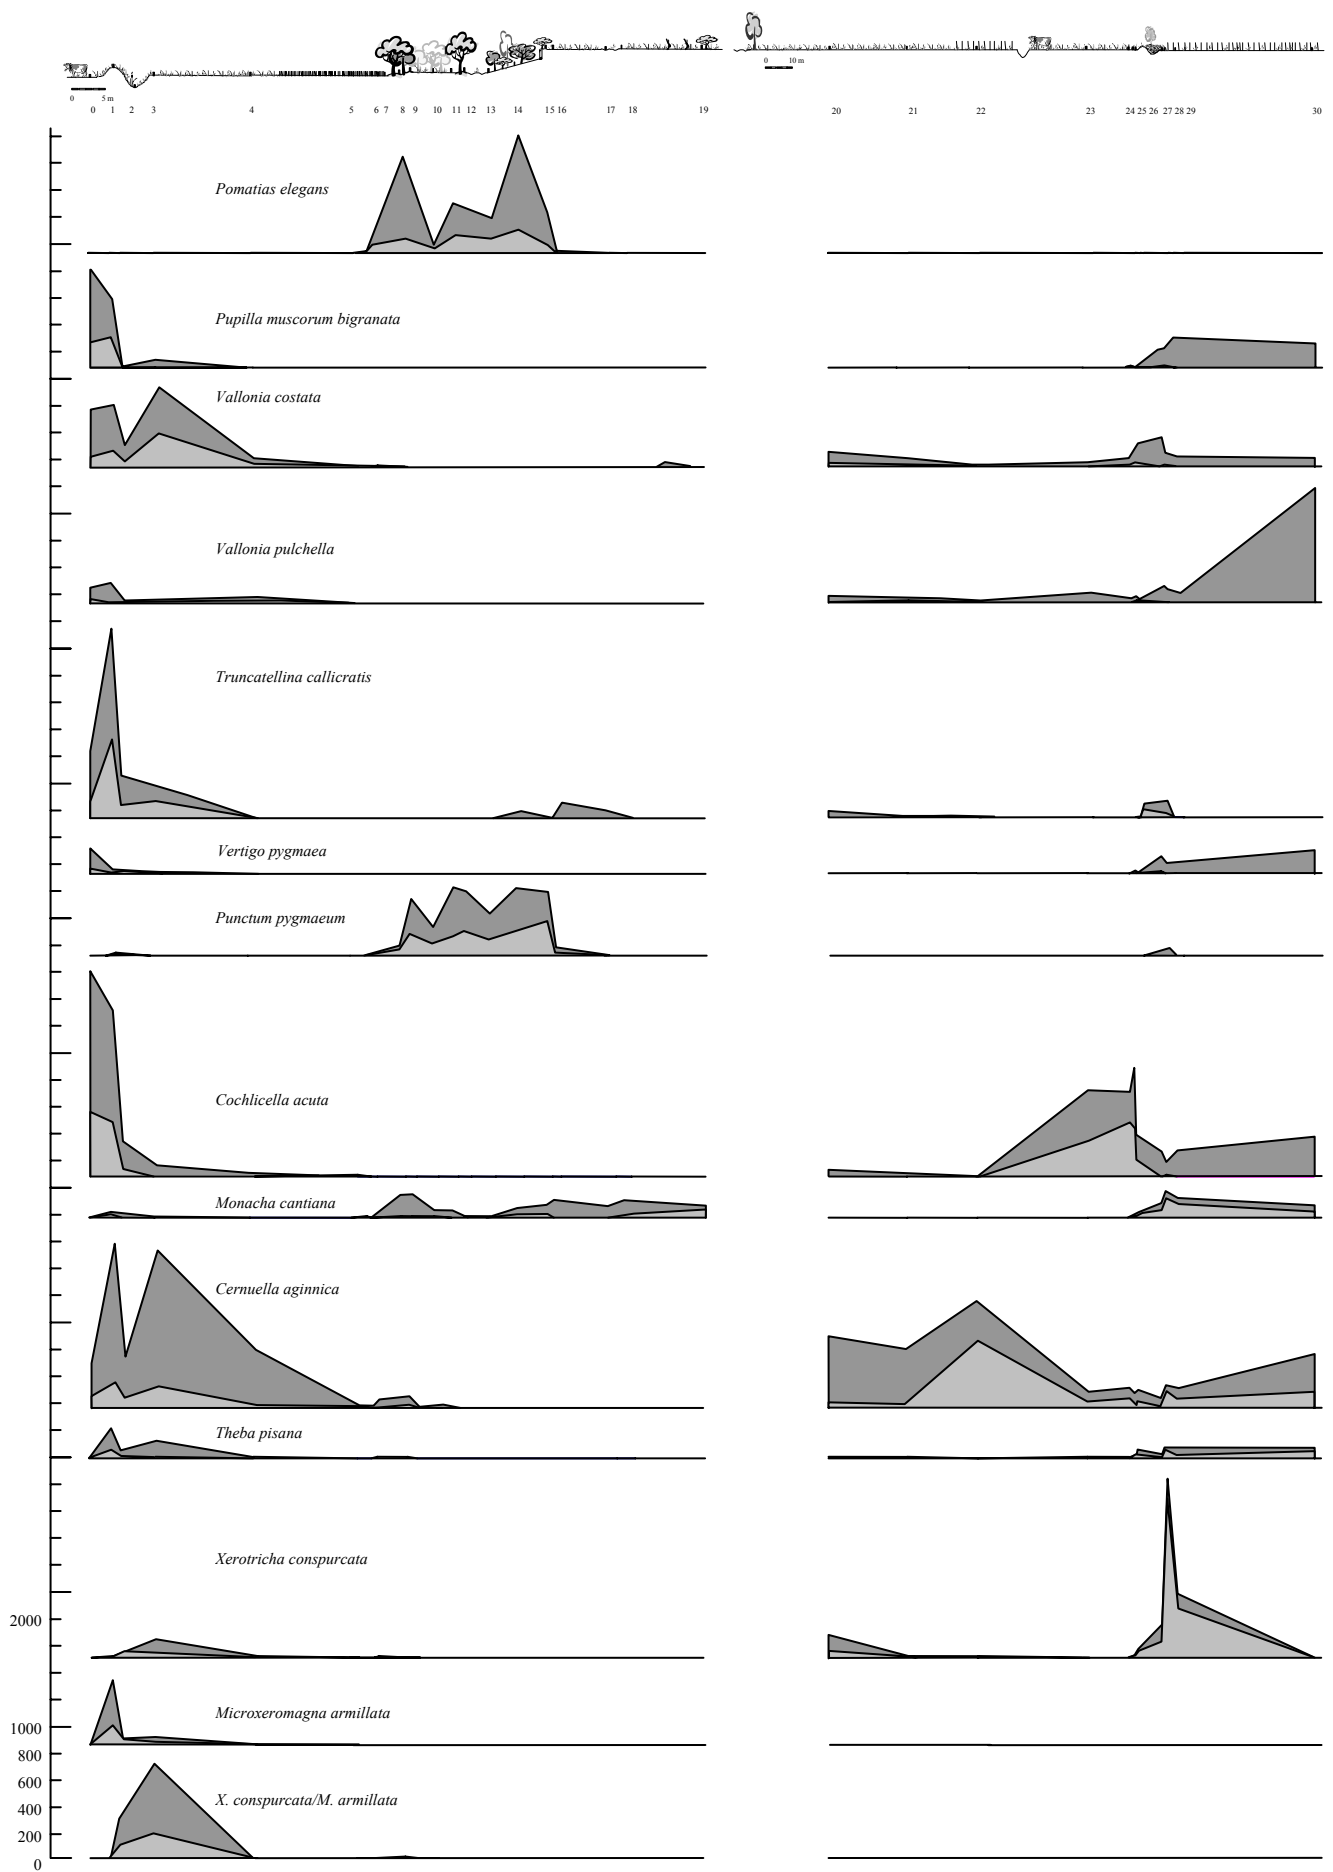 0 5 m
0 10 m
0 1 2 3 4 5 6 7 8 9 10 11 12 13 14 15 16 17 18 19 20 21 22 23 24 25 26 27 28 29 30
Pomatias elegans
Pupilla muscorum bigranata
Vallonia costata
Vallonia pulchella
Truncatellina callicratis
Vertigo pygmaea
Punctum pygmaeum
Cochlicella acuta
Monacha cantiana
Cernuella aginnica
Theba pisana
Xerotricha conspurcata
2000
Microxeromagna armillata
1000
800
600
X. conspurcata/M. armillata
400
200
0